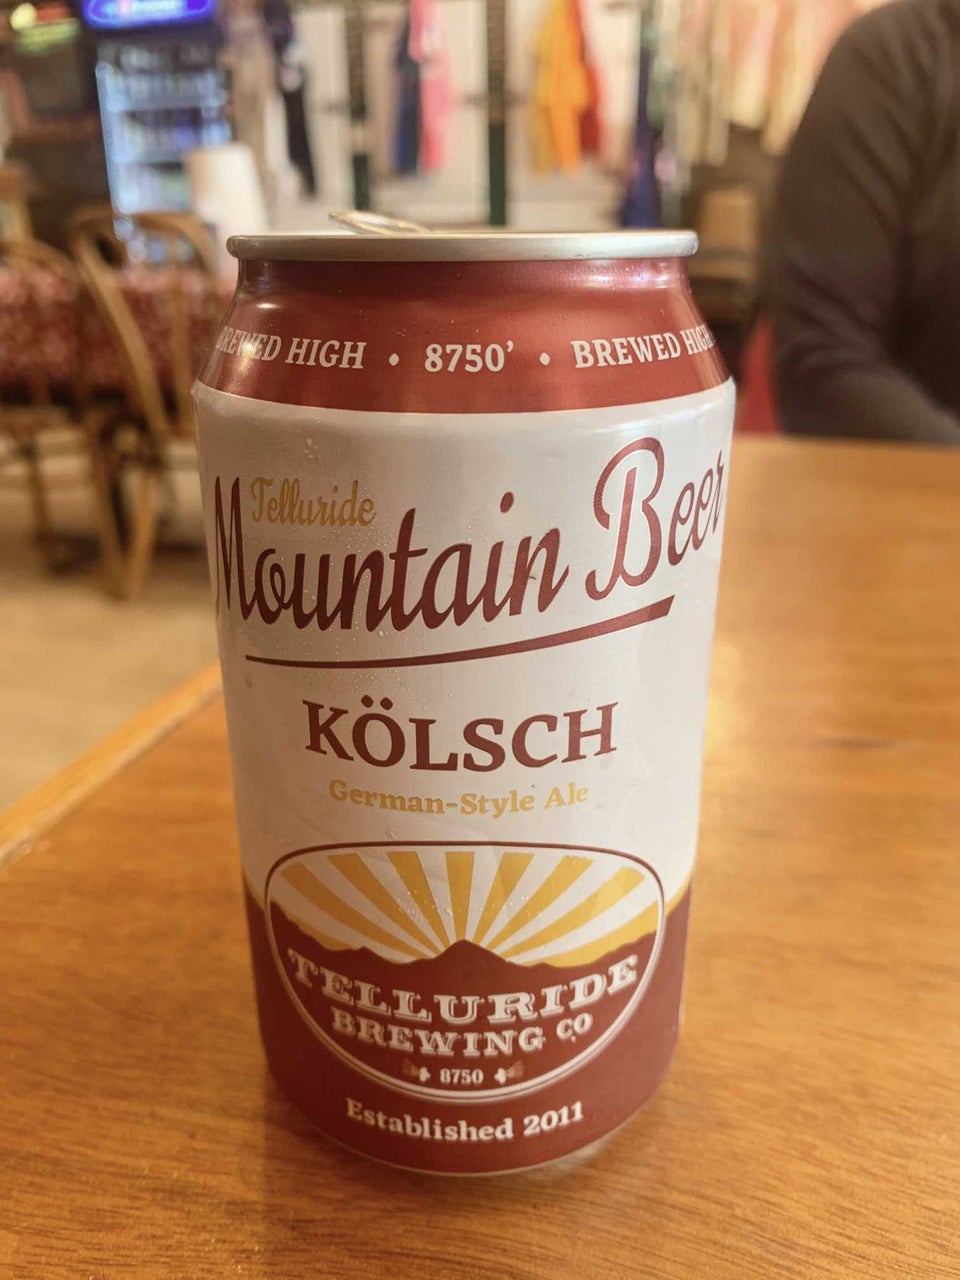 BREWED HIGH • 8750’ • BREWED HIGH
Telluride
Mountain Beer
KÖLSCH
German-Style Ale
TELLURIDE
BREWING CO
8750
Established 2011